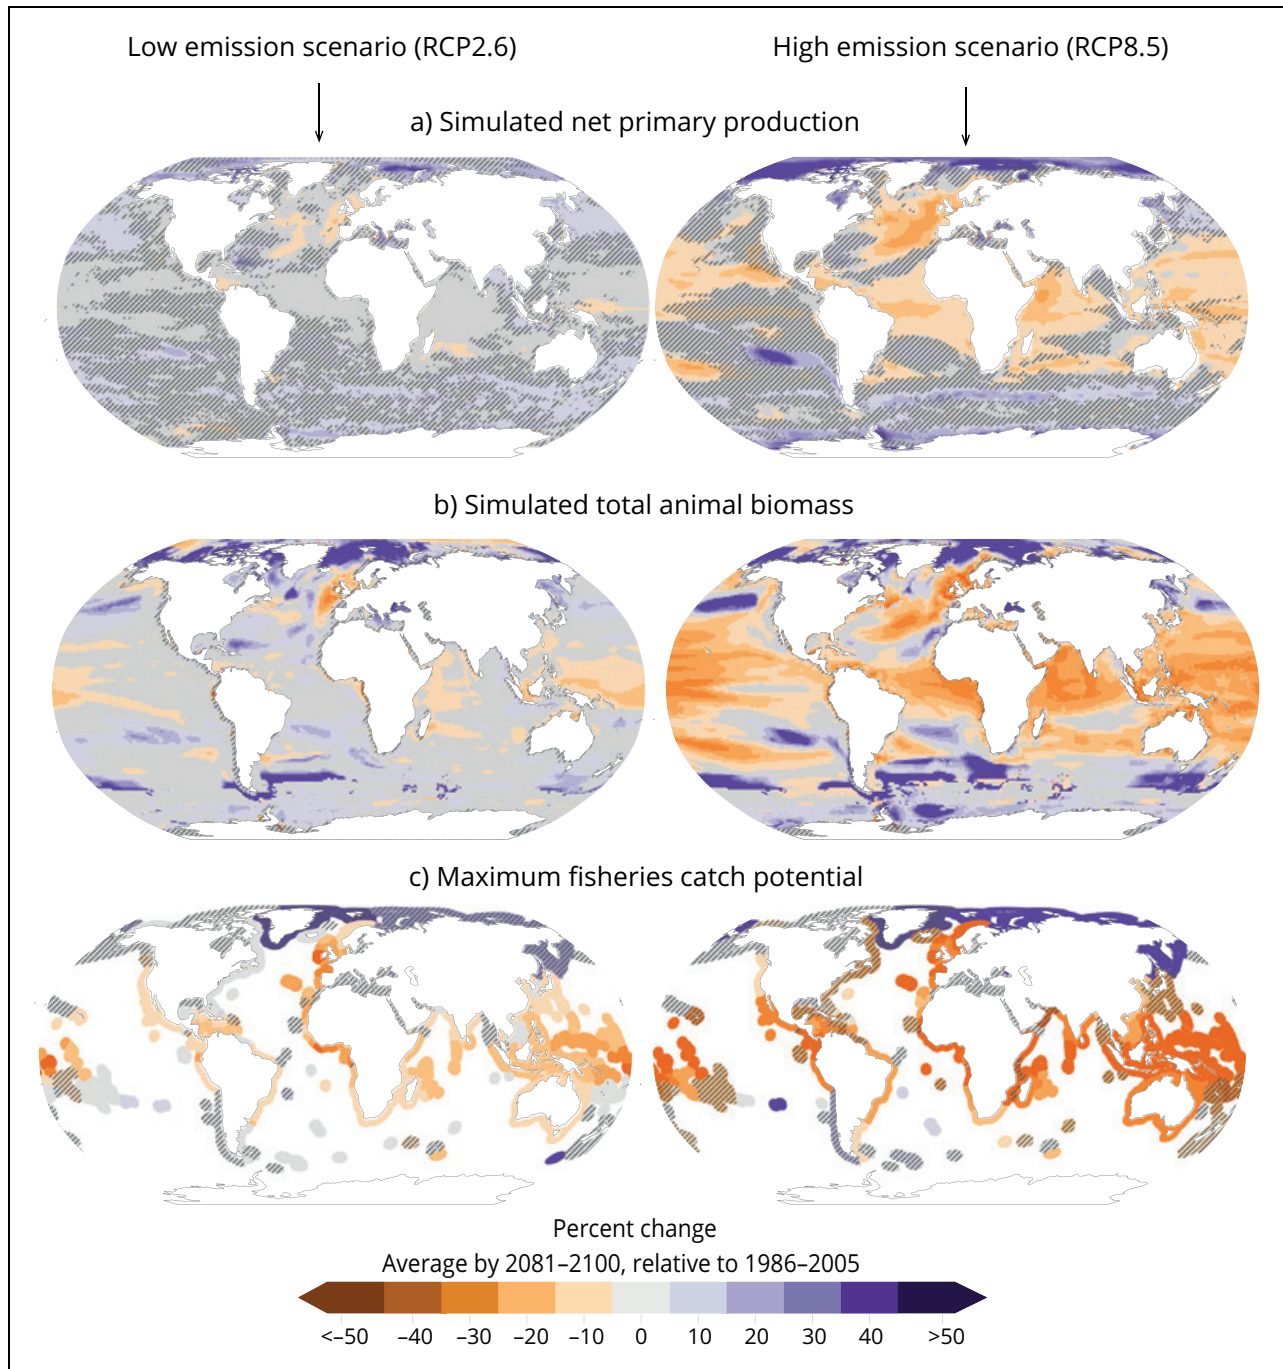 Low emission scenario (RCP2.6)
High emission scenario (RCP8.5)
a) Simulated net primary production
b) Simulated total animal biomass
c) Maximum fisheries catch potential
Percent change
Average by 2081–2100, relative to 1986–2005
<–50 –40 –30 –20 –10 0 10 20 30 40 >50